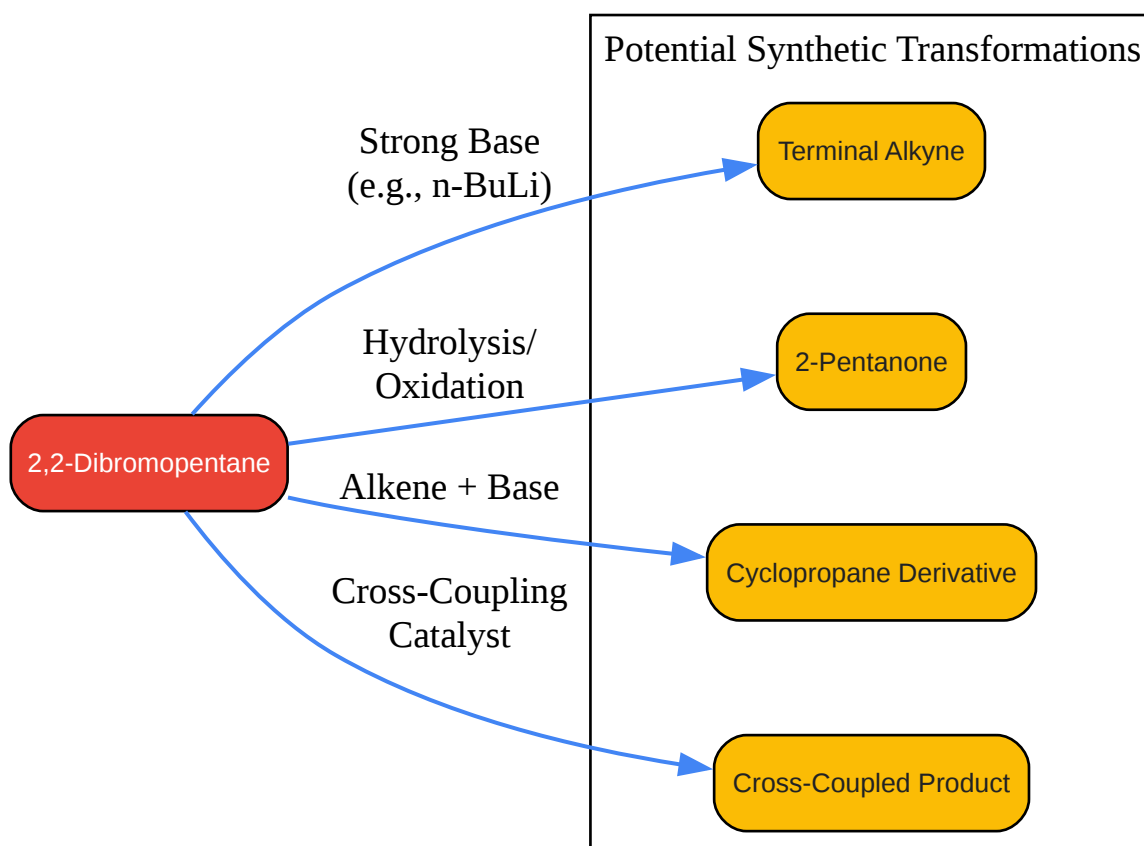 Potential Synthetic Transformations
Strong Base
(e.g., n-BuLi)
Terminal Alkyne
Hydrolysis/
Oxidation
2-Pentanone
2,2-Dibromopentane
Alkene + Base
Cyclopropane Derivative
Cross-Coupling
Catalyst
Cross-Coupled Product